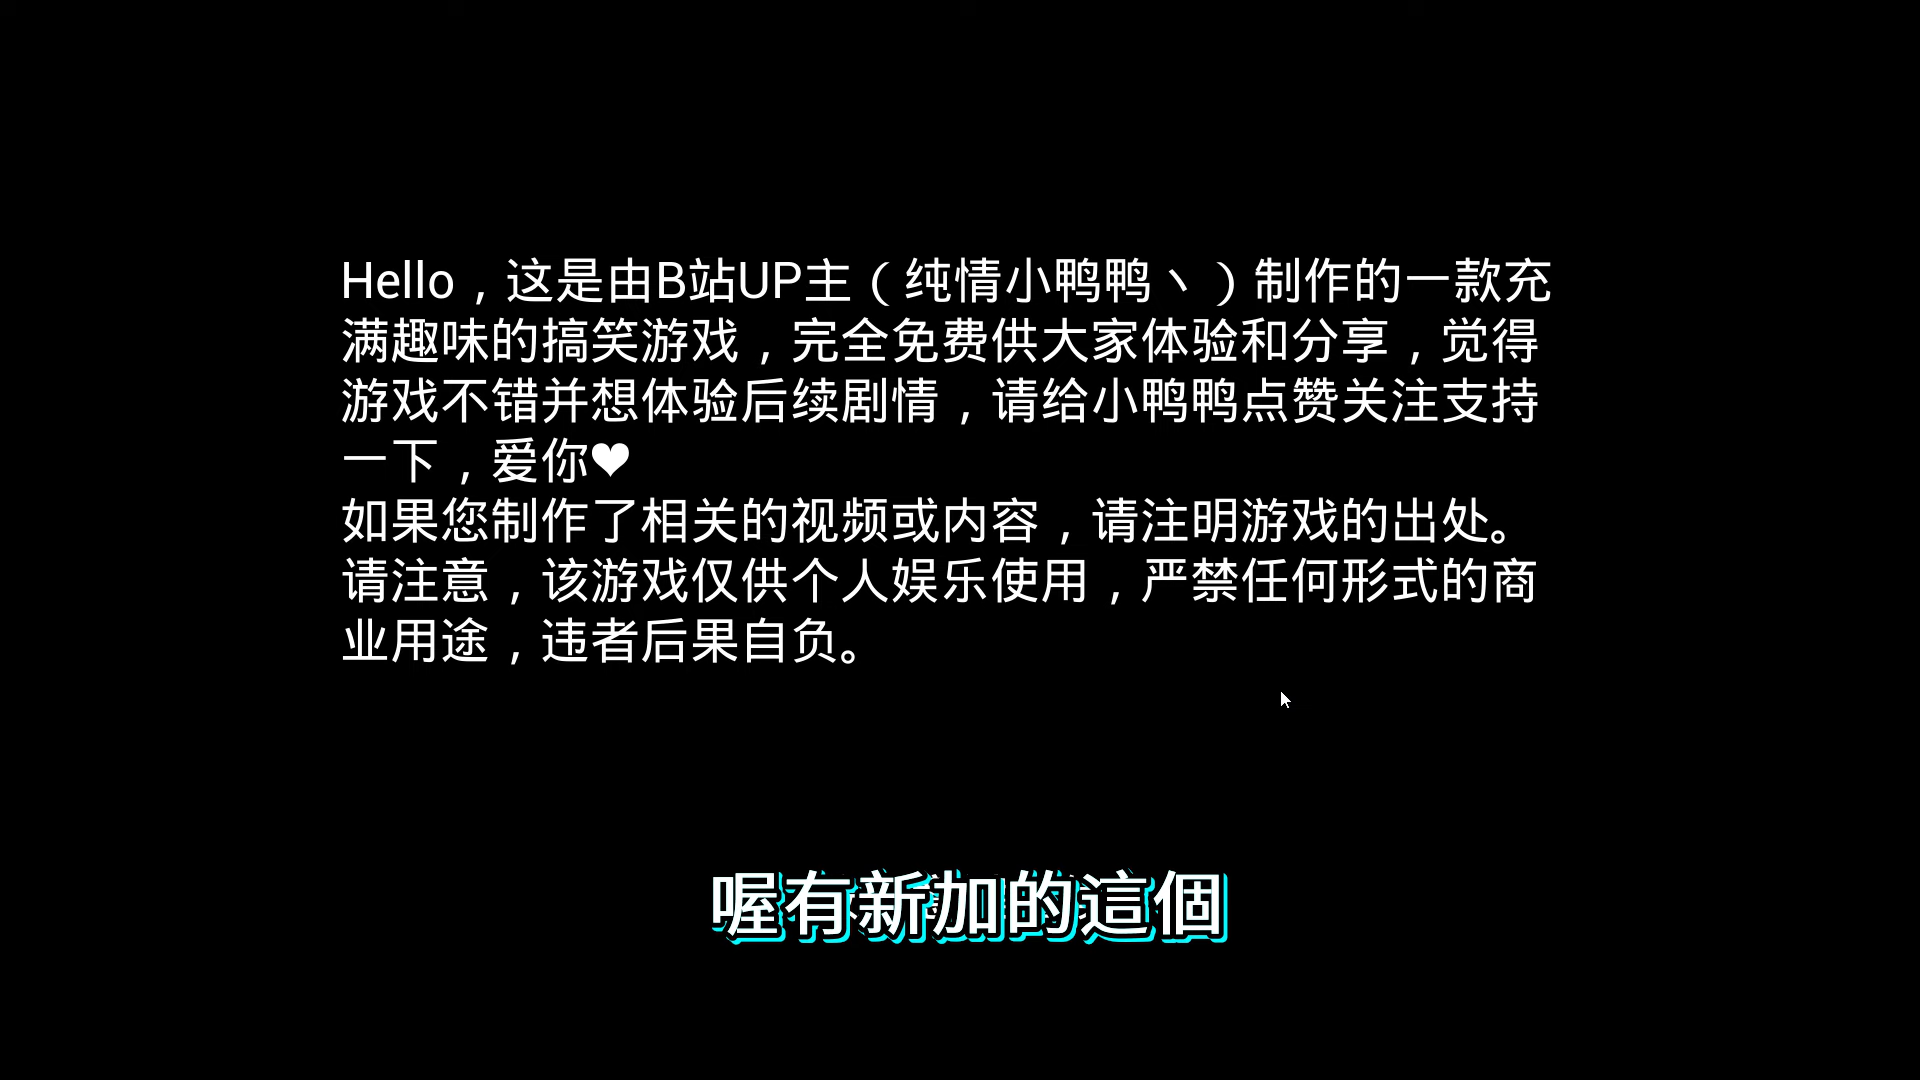 Hello，这是由B站UP主（纯情小鸭鸭丶）制作的一款充
满趣味的搞笑游戏，完全免费供大家体验和分享，觉得
游戏不错并想体验后续剧情，请给小鸭鸭点赞关注支持
一下，爱你❤
如果您制作了相关的视频或内容，请注明游戏的出处。
请注意，该游戏仅供个人娱乐使用，严禁任何形式的商
业用途，违者后果自负。
喔有新加的這個